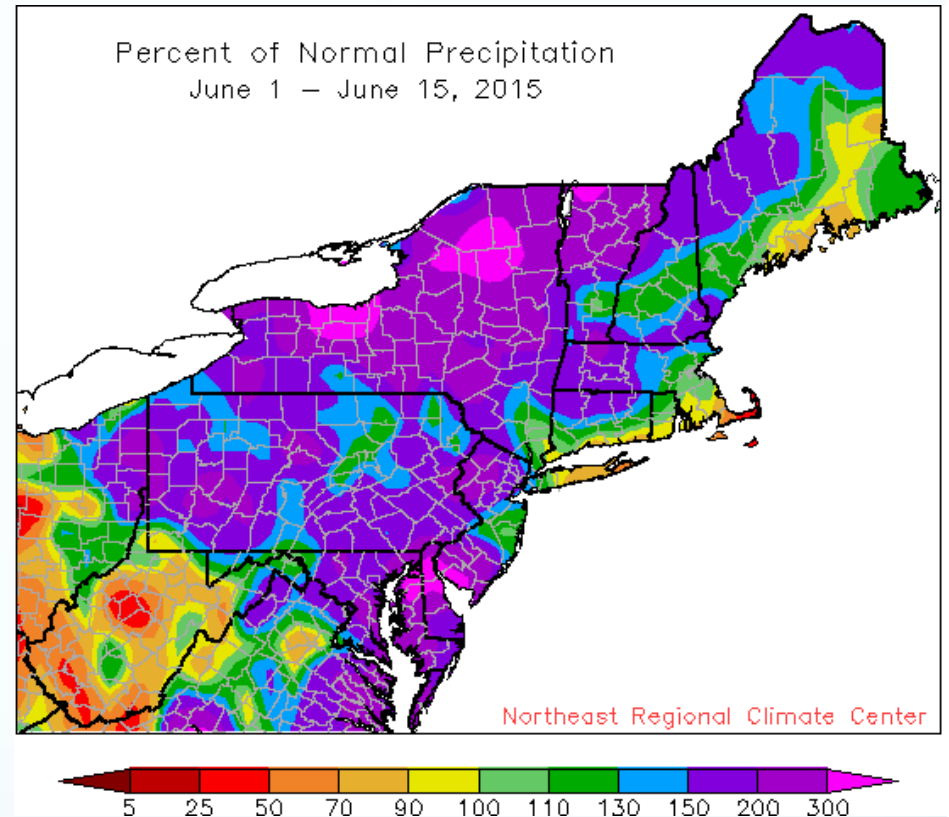 Percent of Normal Precipitation
June 1 – June 15, 2015
Northeast Regional Climate Center
5 25 50 70 90 100 110 130 150 200 300